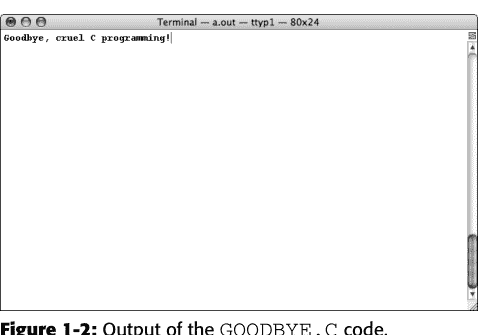 Terminal — a.out — ttyp1 — 80x24
Goodbye, cruel C programming!
Figure 1-2: Output of the GOODBYE.C code.